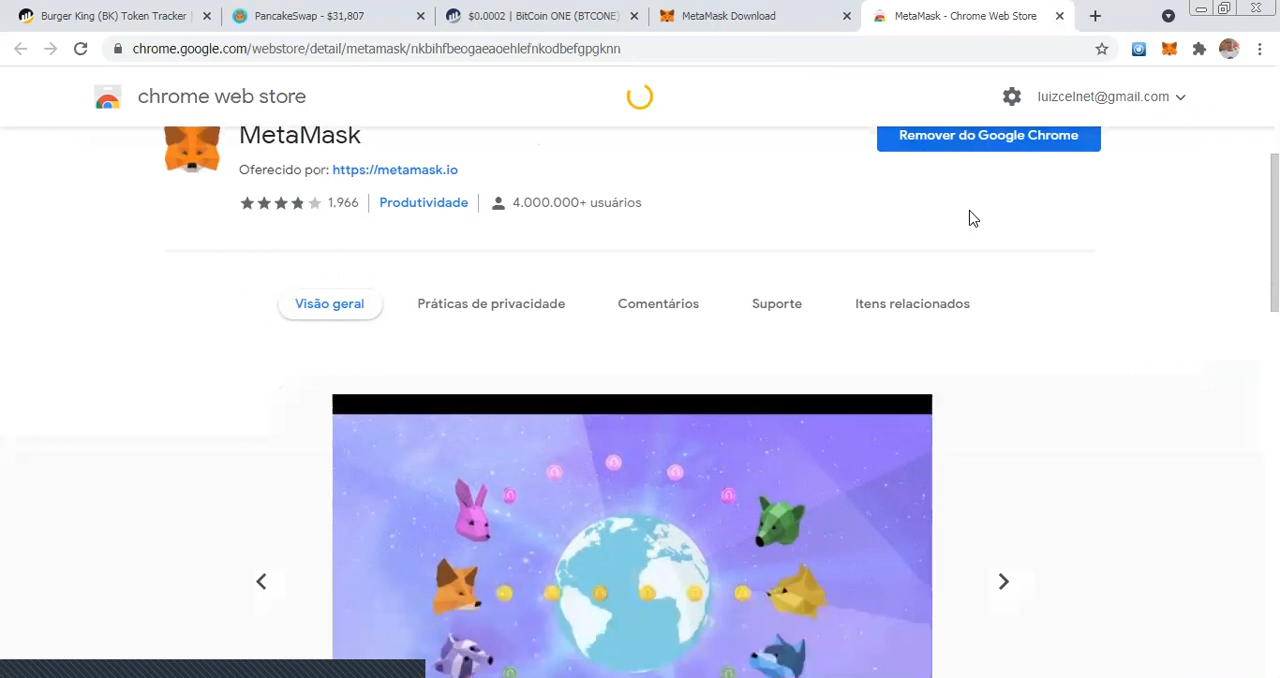 Burger King (BK) Token Tracker
PancakeSwap - $31,807
$0.0002 | BitCoin ONE (BTCONE)
MetaMask Download
MetaMask - Chrome Web Store
chrome.google.com/webstore/detail/metamask/nkbihfbeogaeaoehlefnkodbefgpgknn
chrome web store
luizcelnet@gmail.com
MetaMask
Remover do Google Chrome
Oferecido por: https://metamask.io
1.966 Produtividade 4.000.000+ usuários
Visão geral Práticas de privacidade Comentários Suporte Itens relacionados